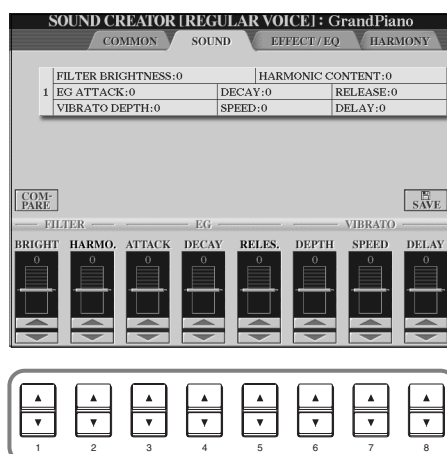 SOUND CREATOR [REGULAR VOICE] : GrandPiano
COMMON SOUND EFFECT / EQ HARMONY
FILTER BRIGHTNESS:0 HARMONIC CONTENT:0
1 EG ATTACK:0 DECAY:0 RELEASE:0
VIBRATO DEPTH:0 SPEED:0 DELAY:0
COM-
PARE
SAVE
FILTER EG VIBRATO
BRIGHT HARMO. ATTACK DECAY RELES. DEPTH SPEED DELAY
0 0 0 0 0 0 0 0
1 2 3 4 5 6 7 8